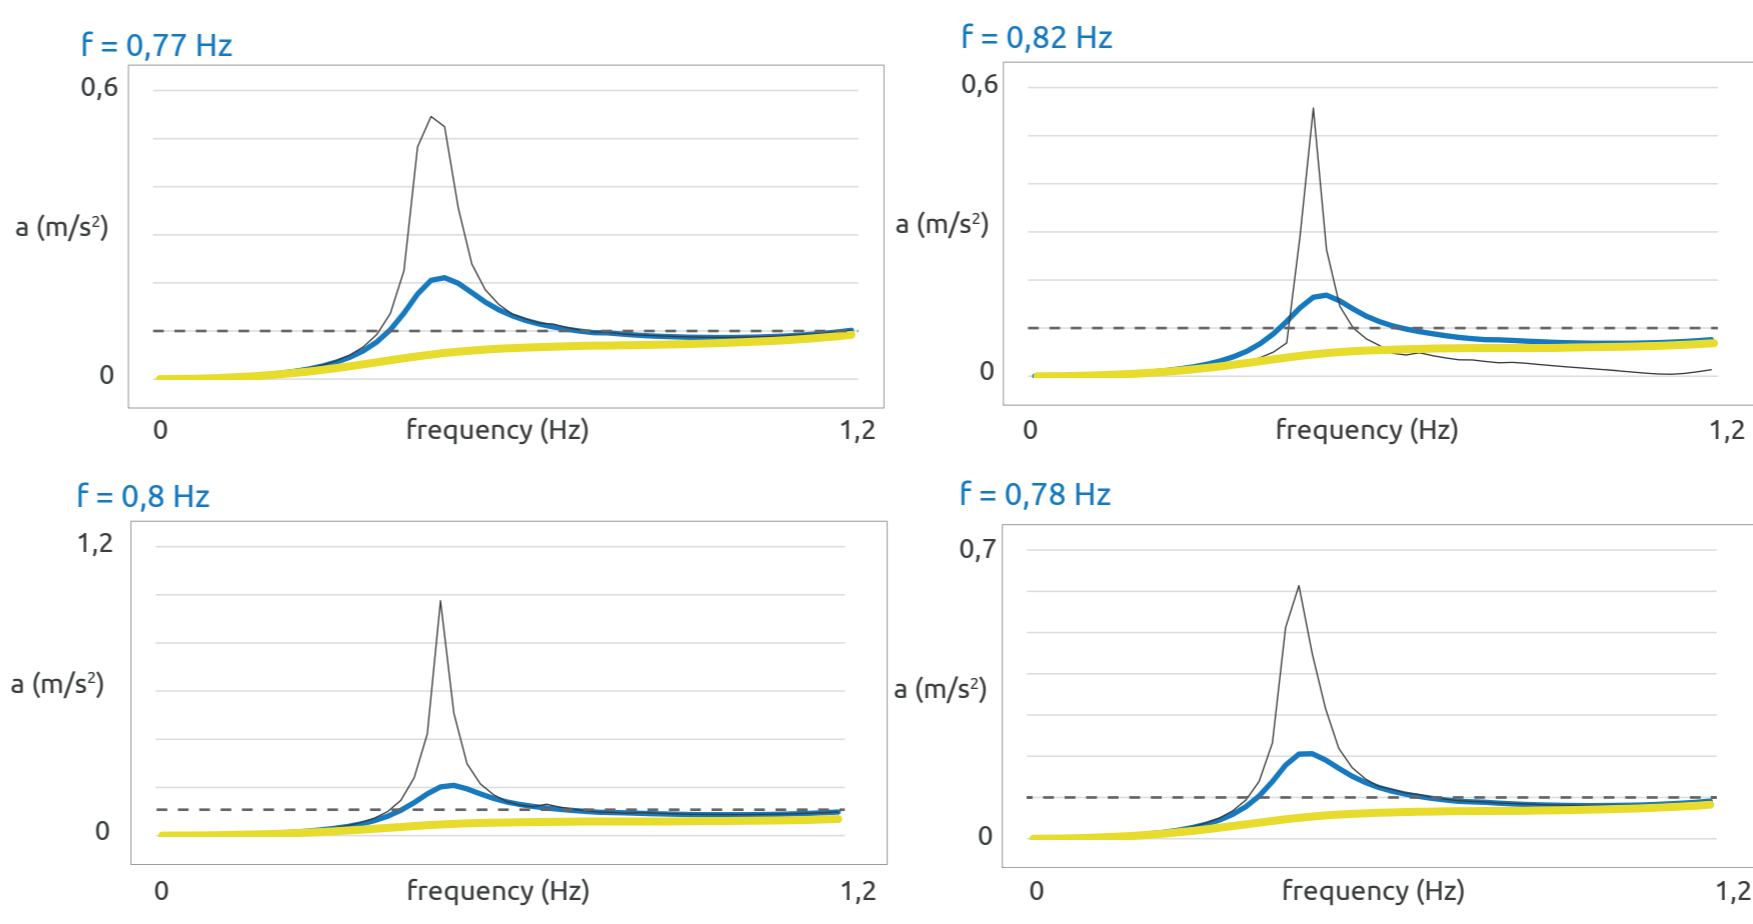 f = 0,77 Hz
0,6
a (m/s²)
0
0
frequency (Hz)
1,2
f = 0,82 Hz
0,6
a (m/s²)
0
0
frequency (Hz)
1,2
f = 0,8 Hz
1,2
a (m/s²)
0
0
frequency (Hz)
1,2
f = 0,78 Hz
0,7
a (m/s²)
0
0
frequency (Hz)
1,2